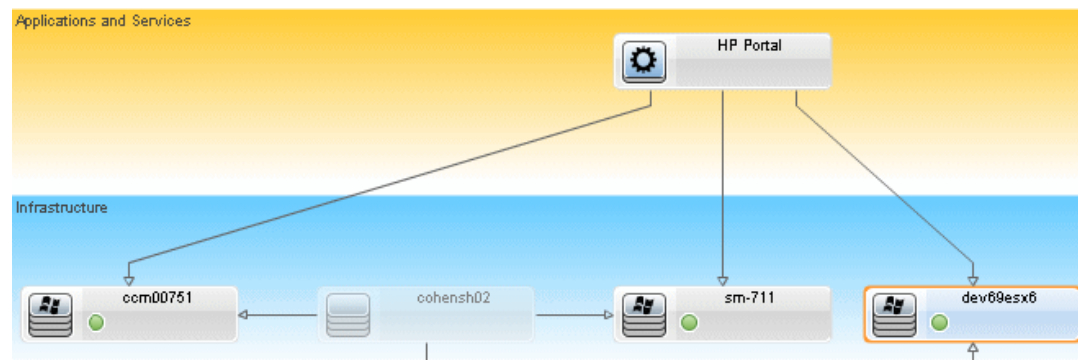 Applications and Services
HP Portal
Infrastructure
ccm00751
cohensh02
sm-711
dev69esx6